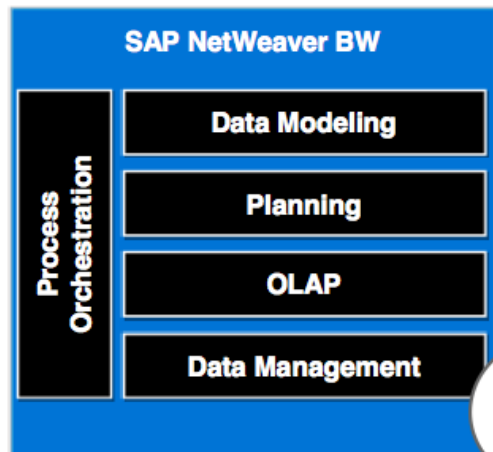 SAP NetWeaver BW
Process
Orchestration
Data Modeling
Planning
OLAP
Data Management